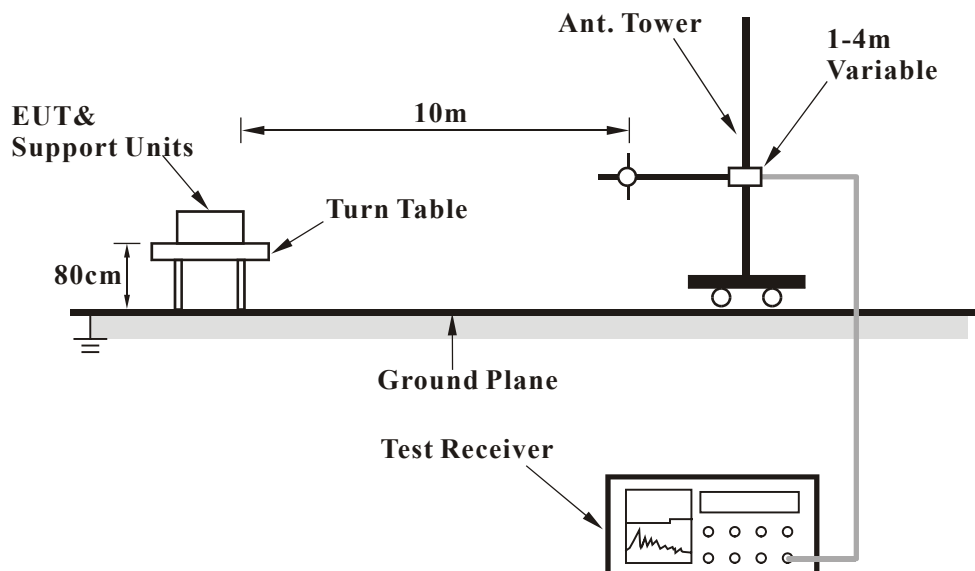 Ant. Tower
1-4m
Variable
10m
EUT&
Support Units
Turn Table
80cm
Ground Plane
Test Receiver